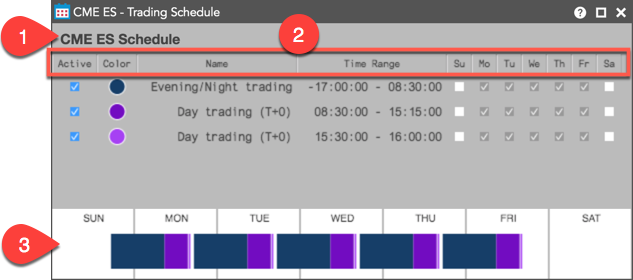 CME ES - Trading Schedule
1
CME ES Schedule
2
Active Color Name Time Range Su Mo Tu We Th Fr Sa
Evening/Night trading -17:00:00 - 08:30:00
Day trading (T+0) 08:30:00 - 15:15:00
Day trading (T+0) 15:30:00 - 16:00:00
SUN MON TUE WED THU FRI SAT
3